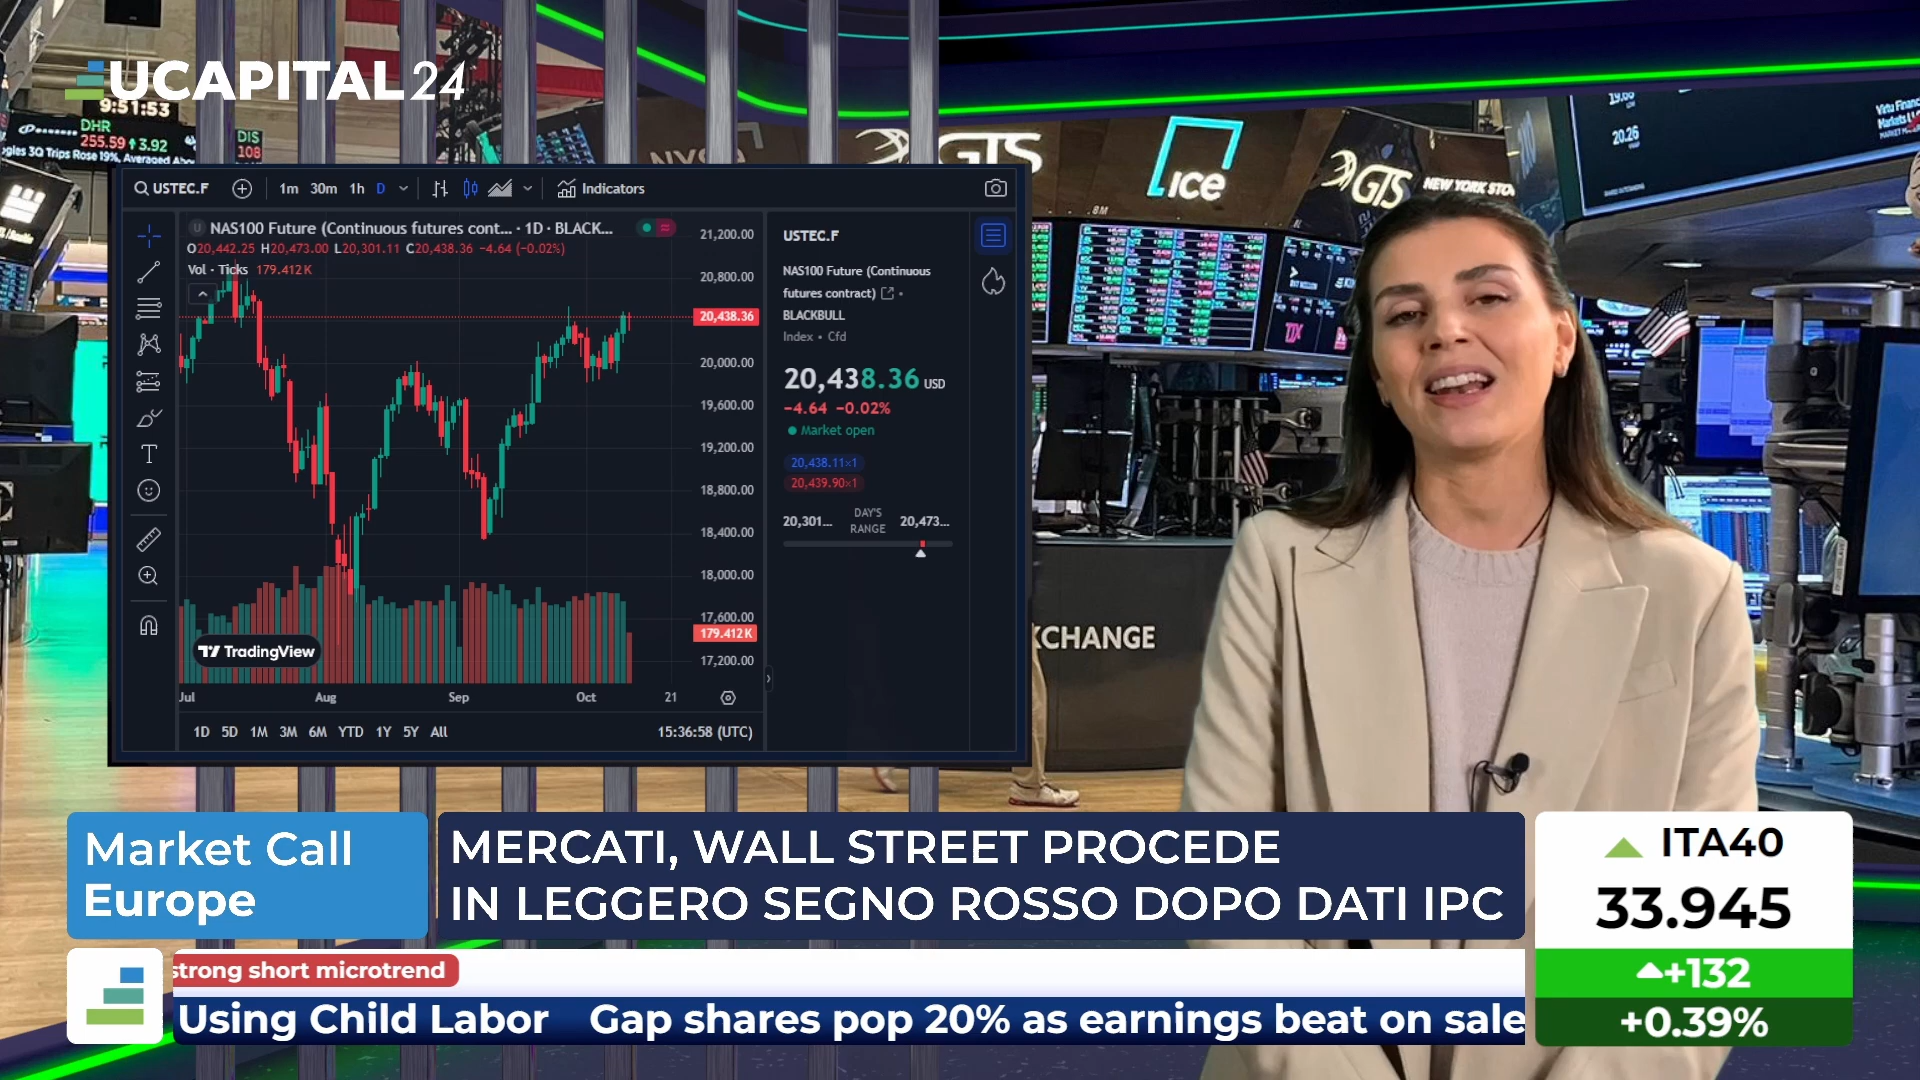 UCAPITAL24
9:51:53
DHR
255.59 3.92
DIS
108
GTS
ICE
GTS
NEW YORK STO
20.26
USTEC.F
1m 30m 1h D
Indicators
NAS100 Future (Continuous futures cont... · 1D · BLACK...
O20,442.25 H20,473.00 L20,301.11 C20,438.36 −4.64 (−0.02%)
Vol · Ticks 179.412K
21,200.00
20,800.00
20,438.36
20,000.00
19,600.00
19,200.00
18,800.00
18,400.00
18,000.00
17,600.00
179.412K
17,200.00
TradingView
Jul Aug Sep Oct 21
1D 5D 1M 3M 6M YTD 1Y 5Y All
15:36:58 (UTC)
USTEC.F
NAS100 Future (Continuous
futures contract) •
BLACKBULL
Index • Cfd
20,438.36 USD
−4.64 −0.02%
Market open
20,438.11×1
20,439.90×1
20,301... DAY'S RANGE 20,473...
XCHANGE
Market Call
Europe
MERCATI, WALL STREET PROCEDE
IN LEGGERO SEGNO ROSSO DOPO DATI IPC
ITA40
33.945
+132
+0.39%
strong short microtrend
Using Child Labor Gap shares pop 20% as earnings beat on sale